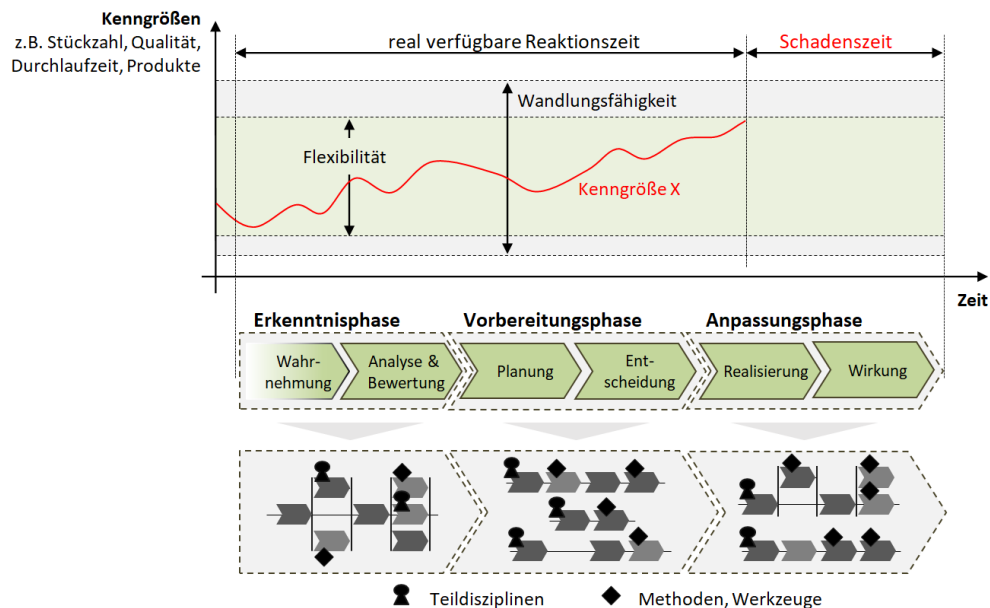 Kenngrößen
z.B. Stückzahl, Qualität,
Durchlaufzeit, Produkte
real verfügbare Reaktionszeit
Schadenszeit
Wandlungsfähigkeit
Flexibilität
Kenngröße X
Zeit
Erkenntnisphase
Vorbereitungsphase
Anpassungsphase
Wahr-
nehmung
Analyse &
Bewertung
Planung
Ent-
scheidung
Realisierung
Wirkung
Teildisziplinen
Methoden, Werkzeuge